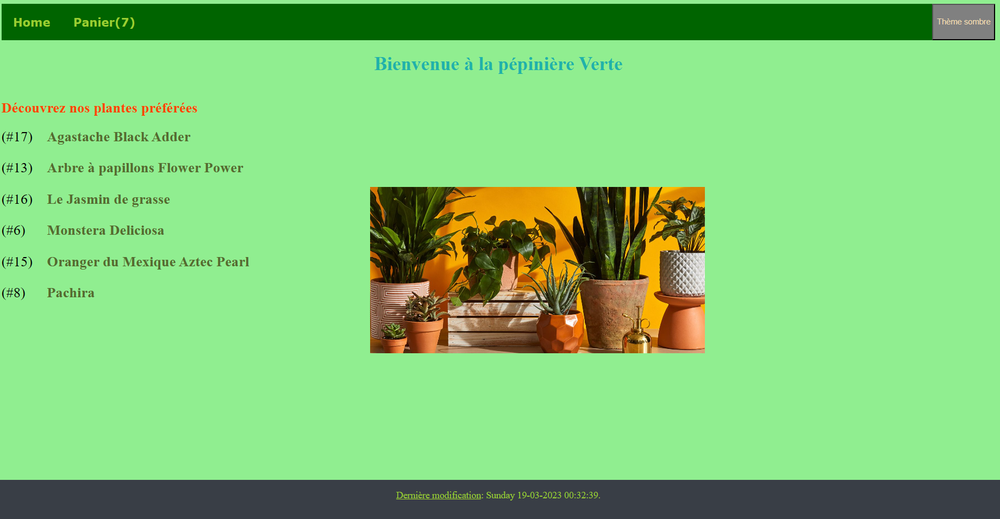 Home Panier(7) Thème sombre
Bienvenue à la pépinière Verte
Découvrez nos plantes préférées
(#17) Agastache Black Adder
(#13) Arbre à papillons Flower Power
(#16) Le Jasmin de grasse
(#6) Monstera Deliciosa
(#15) Oranger du Mexique Aztec Pearl
(#8) Pachira
Dernière modification: Sunday 19-03-2023 00:32:39.